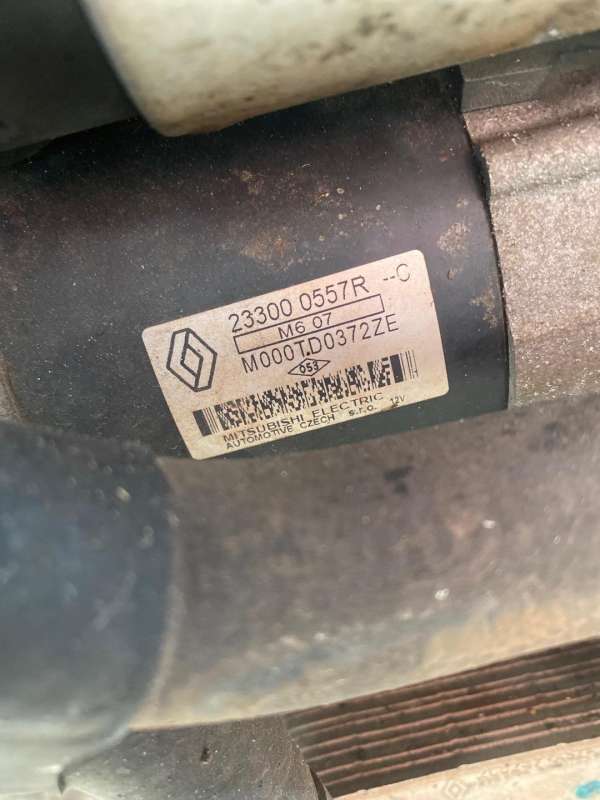 23300 0557R --C
M6 07
M000TD0372ZE
053
MITSUBISHI ELECTRIC
AUTOMOTIVE CZECH s.r.o. 12V